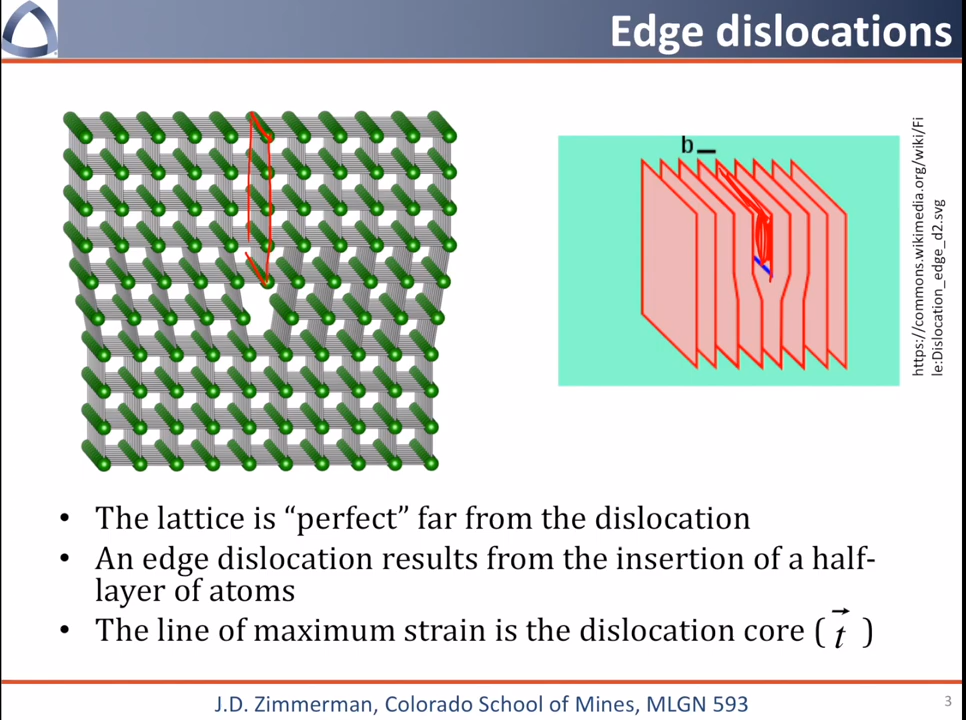 Edge dislocations
b
https://commons.wikimedia.org/wiki/Fi
le:Dislocation_edge_d2.svg
• The lattice is “perfect” far from the dislocation
• An edge dislocation results from the insertion of a half-
layer of atoms
• The line of maximum strain is the dislocation core ( t⃗ )
J.D. Zimmerman, Colorado School of Mines, MLGN 593
3